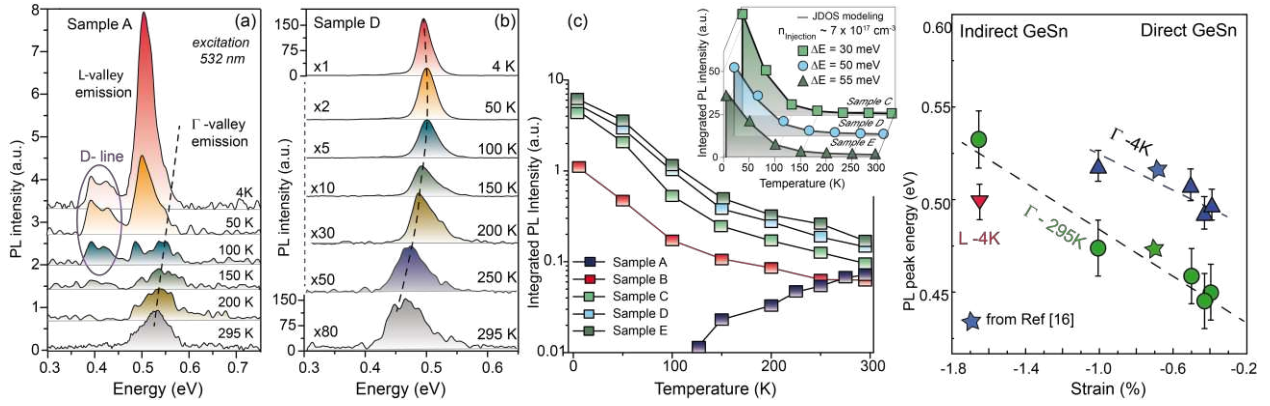 Sample A
(a)
excitation
532 nm
L-valley
emission
Γ -valley
emission
D- line
4K
50 K
100 K
150 K
200 K
295 K
PL intensity (a.u.)
8
7
6
5
4
3
2
1
0
0.3 0.4 0.5 0.6 0.7
Energy (eV)
Sample D
(b)
150
75
0
x1
4 K
x2
50 K
x5
100 K
x10
150 K
x30
200 K
x50
250 K
150
75
0
x80
295 K
PL intensity (a.u.)
0.3 0.4 0.5 0.6
Energy (eV)
(c)
Integrated PL Intensity (a.u.)
10
1
0.1
0.01
Sample A
Sample B
Sample C
Sample D
Sample E
0 50 100 150 200 250 300
Temperature (K)
JDOS modeling
nInjection ~ 7 x 10¹⁷ cm⁻³
ΔE = 30 meV
ΔE = 50 meV
ΔE = 55 meV
Sample C
Sample D
Sample E
Integrated PL intensity (a.u.)
50
25
0
0 50 100 150 200 250 300
Temperature (K)
Indirect GeSn
Direct GeSn
Γ-4K
Γ - 295K
L -4K
from Ref [16]
PL peak energy (eV)
0.60
0.55
0.50
0.45
-1.8 -1.4 -1.0 -0.6 -0.2
Strain (%)